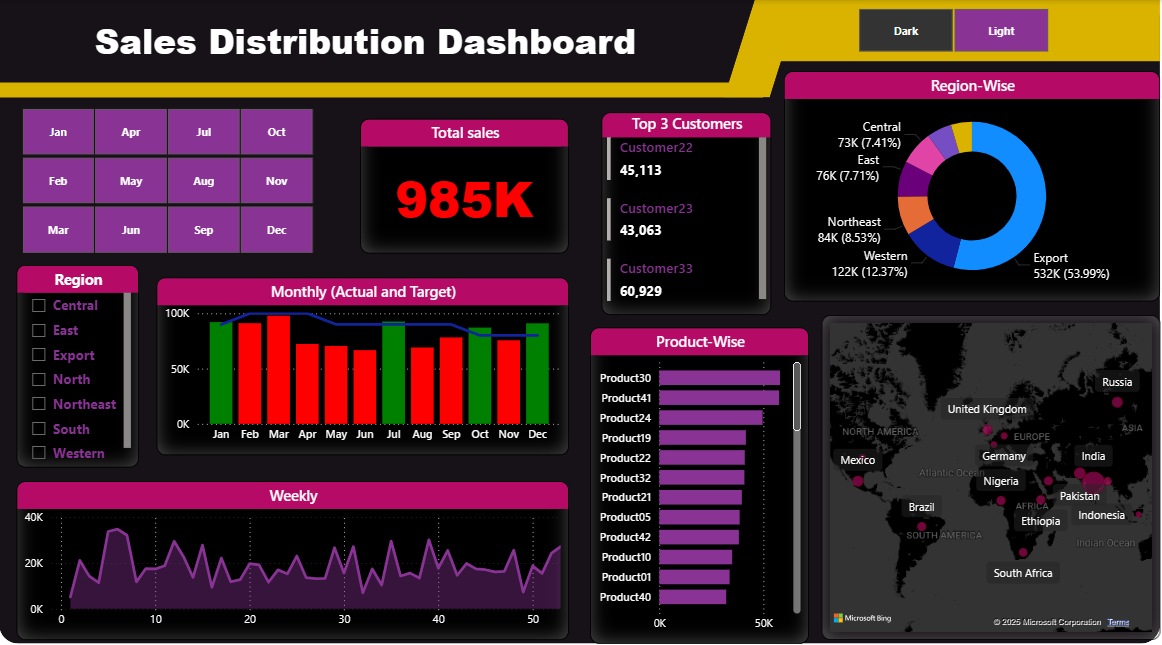 Sales Distribution Dashboard
Dark
Light
Jan
Apr
Jul
Oct
Feb
May
Aug
Nov
Mar
Jun
Sep
Dec
Total sales
985K
Top 3 Customers
Customer22
45,113
Customer23
43,063
Customer33
60,929
Region-Wise
Central
73K (7.41%)
East
76K (7.71%)
Northeast
84K (8.53%)
Western
122K (12.37%)
Export
532K (53.99%)
Region
Central
East
Export
North
Northeast
South
Western
Monthly (Actual and Target)
100K
50K
0K
Jan Feb Mar Apr May Jun Jul Aug Sep Oct Nov Dec
Weekly
40K
20K
0K
0 10 20 30 40 50
Product-Wise
Product30
Product41
Product24
Product19
Product22
Product32
Product21
Product05
Product42
Product10
Product01
Product40
0K 50K
Russia
United Kingdom
NORTH AMERICA
EUROPE
ASIA
Mexico
Germany
India
Atlantic Ocean
Nigeria
Pakistan
Brazil
AFRICA
Ethiopia
Indonesia
SOUTH AMERICA
Indian Ocean
South Africa
Microsoft Bing
© 2025 Microsoft Corporation Terms